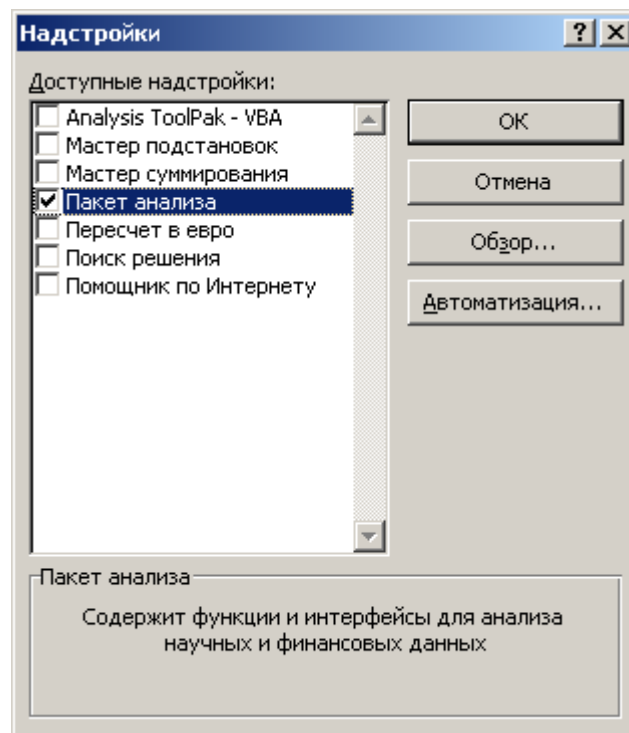 Надстройки
Доступные надстройки:
Analysis ToolPak - VBA
Мастер подстановок
Мастер суммирования
Пакет анализа
Пересчет в евро
Поиск решения
Помощник по Интернету
ОК
Отмена
Обзор...
Автоматизация...
Пакет анализа
Содержит функции и интерфейсы для анализа
научных и финансовых данных